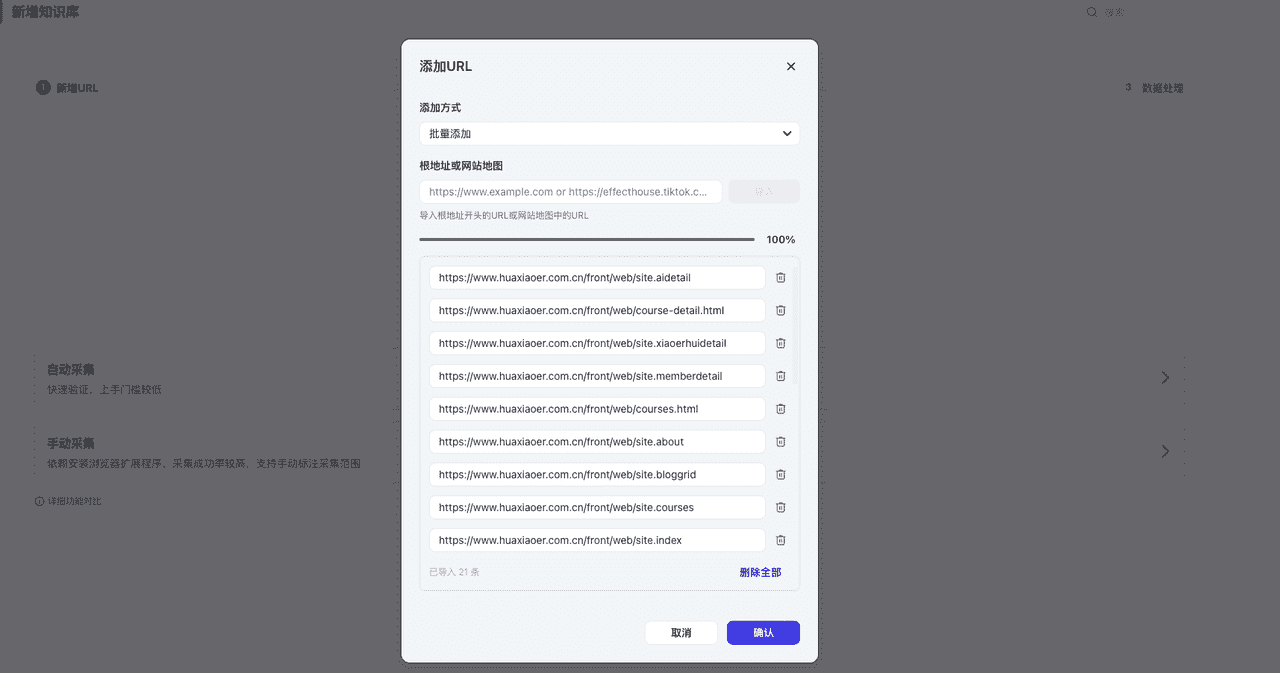 新增知识库
搜索
添加URL
1 新增URL
3 数据处理
添加方式
批量添加
根地址或网站地图
https://www.example.com or https://effecthouse.tiktok.c...
导入
导入根地址开头的URL或网站地图中的URL
100%
https://www.huaxiaoer.com.cn/front/web/site.aidetail
https://www.huaxiaoer.com.cn/front/web/course-detail.html
https://www.huaxiaoer.com.cn/front/web/site.xiaoerhuidetail
https://www.huaxiaoer.com.cn/front/web/site.memberdetail
https://www.huaxiaoer.com.cn/front/web/courses.html
https://www.huaxiaoer.com.cn/front/web/site.about
https://www.huaxiaoer.com.cn/front/web/site.bloggrid
https://www.huaxiaoer.com.cn/front/web/site.courses
https://www.huaxiaoer.com.cn/front/web/site.index
已导入 21 条
删除全部
取消
确认
自动采集
快速验证，上手门槛较低
手动采集
依赖安装浏览器扩展程序，采集成功率较高，支持手动标注采集范围
详细功能对比